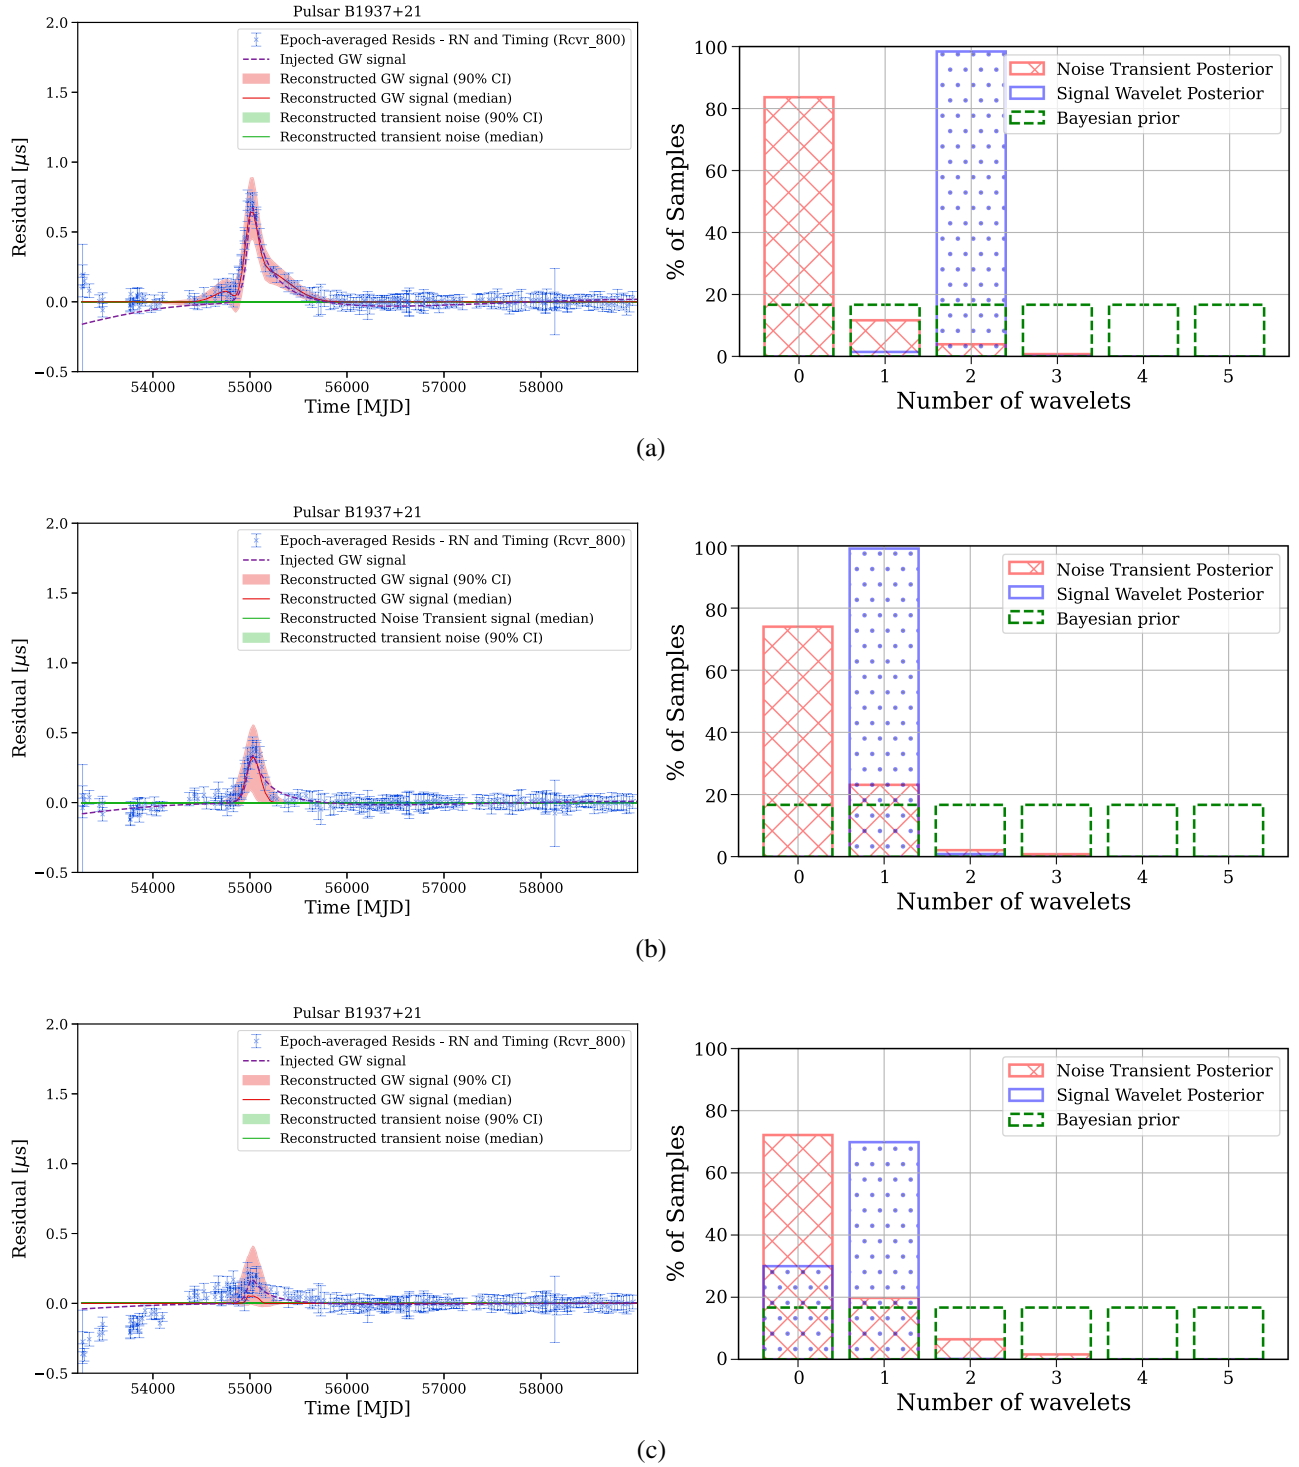 Pulsar B1937+21
2.0
1.5
1.0
0.5
0.0
−0.5
Residual [μs]
Epoch-averaged Resids - RN and Timing (Rcvr_800)
Injected GW signal
Reconstructed GW signal (90% CI)
Reconstructed GW signal (median)
Reconstructed transient noise (90% CI)
Reconstructed transient noise (median)
54000 55000 56000 57000 58000
Time [MJD]
100
80
60
40
20
0
% of Samples
Noise Transient Posterior
Signal Wavelet Posterior
Bayesian prior
0 1 2 3 4 5
Number of wavelets
(a)
Pulsar B1937+21
2.0
1.5
1.0
0.5
0.0
−0.5
Residual [μs]
Epoch-averaged Resids - RN and Timing (Rcvr_800)
Injected GW signal
Reconstructed GW signal (90% CI)
Reconstructed GW signal (median)
Reconstructed Noise Transient signal (median)
Reconstructed transient noise (90% CI)
54000 55000 56000 57000 58000
Time [MJD]
100
80
60
40
20
0
% of Samples
Noise Transient Posterior
Signal Wavelet Posterior
Bayesian prior
0 1 2 3 4 5
Number of wavelets
(b)
Pulsar B1937+21
2.0
1.5
1.0
0.5
0.0
−0.5
Residual [μs]
Epoch-averaged Resids - RN and Timing (Rcvr_800)
Injected GW signal
Reconstructed GW signal (90% CI)
Reconstructed GW signal (median)
Reconstructed transient noise (90% CI)
Reconstructed transient noise (median)
54000 55000 56000 57000 58000
Time [MJD]
100
80
60
40
20
0
% of Samples
Noise Transient Posterior
Signal Wavelet Posterior
Bayesian prior
0 1 2 3 4 5
Number of wavelets
(c)